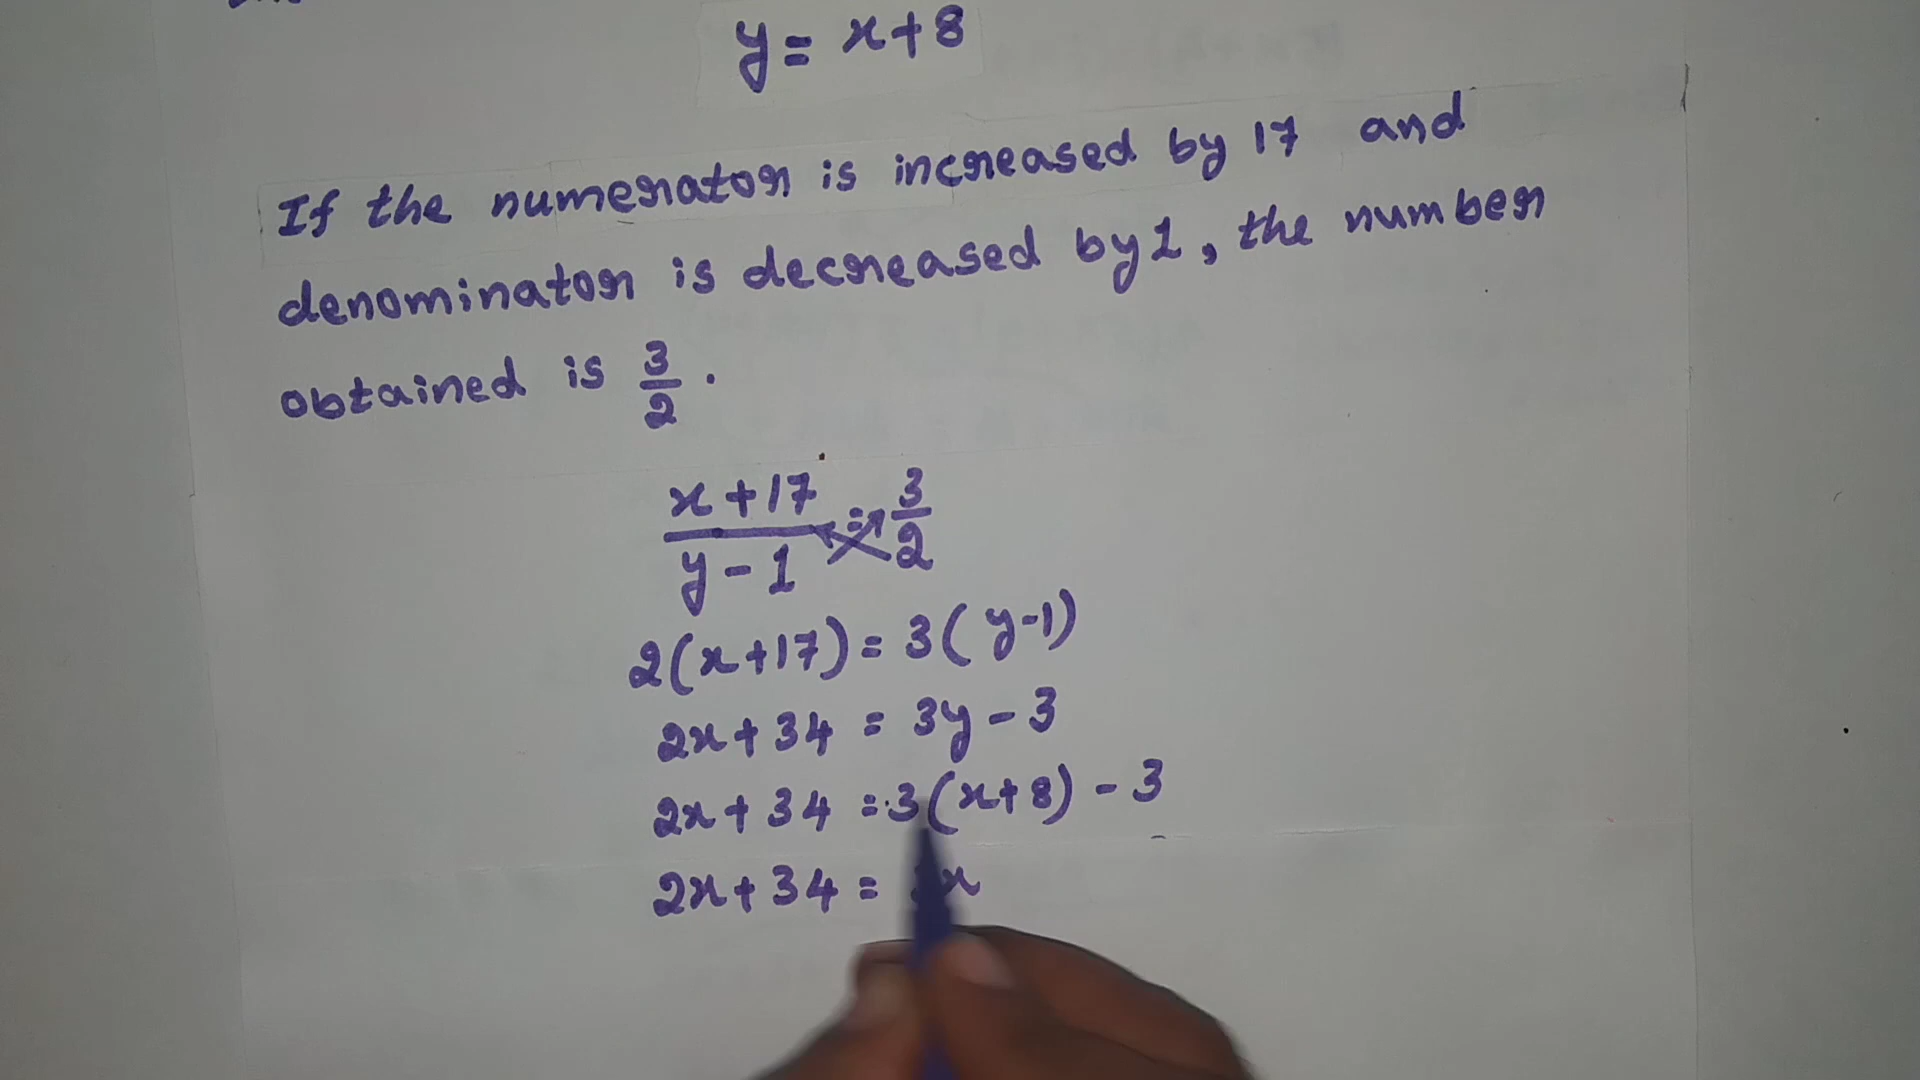 y = x+8
If the numerator is increased by 17 and
denominator is decreased by 1, the number
obtained is 3/2.
(x+17)/(y-1) = 3/2
2(x+17) = 3(y-1)
2x+34 = 3y-3
2x+34 = 3(x+8)-3
2x+34 = 3x